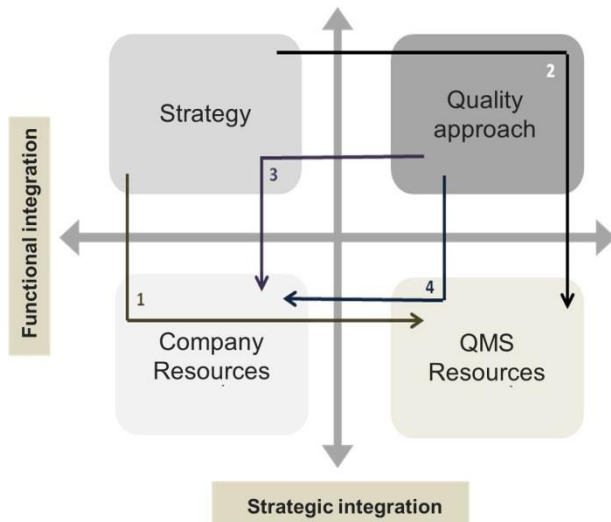 2
Strategy
Quality
approach
3
Functional integration
1
4
Company
Resources
QMS
Resources
Strategic integration